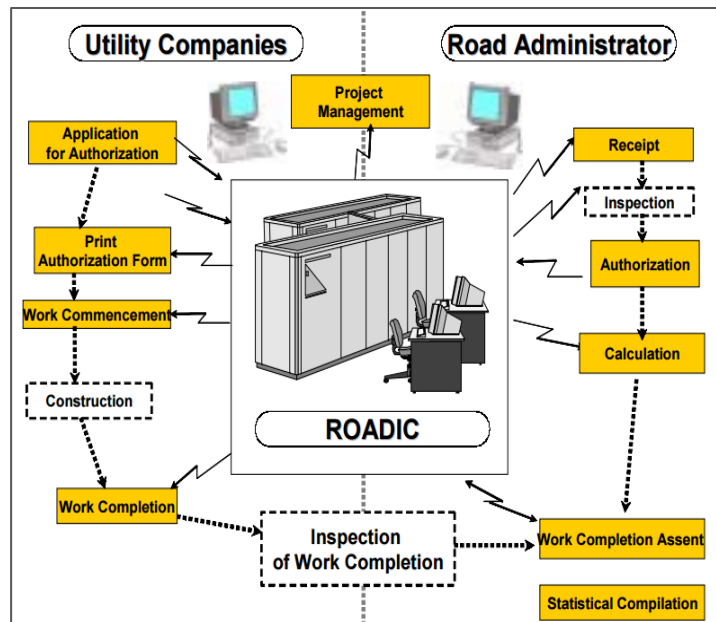 Utility Companies
Road Administrator
Project
Management
Application
for Authorization
Receipt
Inspection
Print
Authorization Form
Authorization
Work Commencement
Calculation
Construction
ROADIC
Work Completion
Inspection
of Work Completion
Work Completion Assent
Statistical Compilation